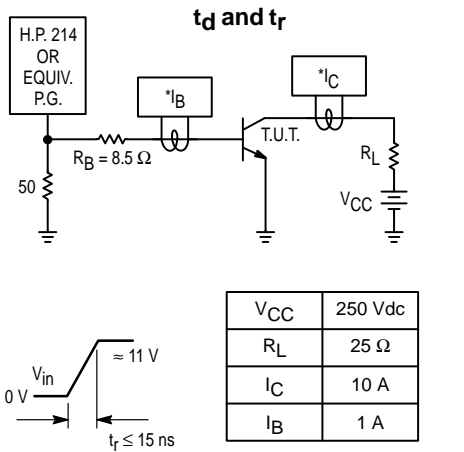 td and tr
H.P. 214
OR
EQUIV.
P.G.
*IB
*IC
T.U.T.
RB = 8.5 Ω
50
RL
VCC
Vin
0 V
≈ 11 V
tr ≤ 15 ns
VCC 250 Vdc
RL 25 Ω
IC 10 A
IB 1 A